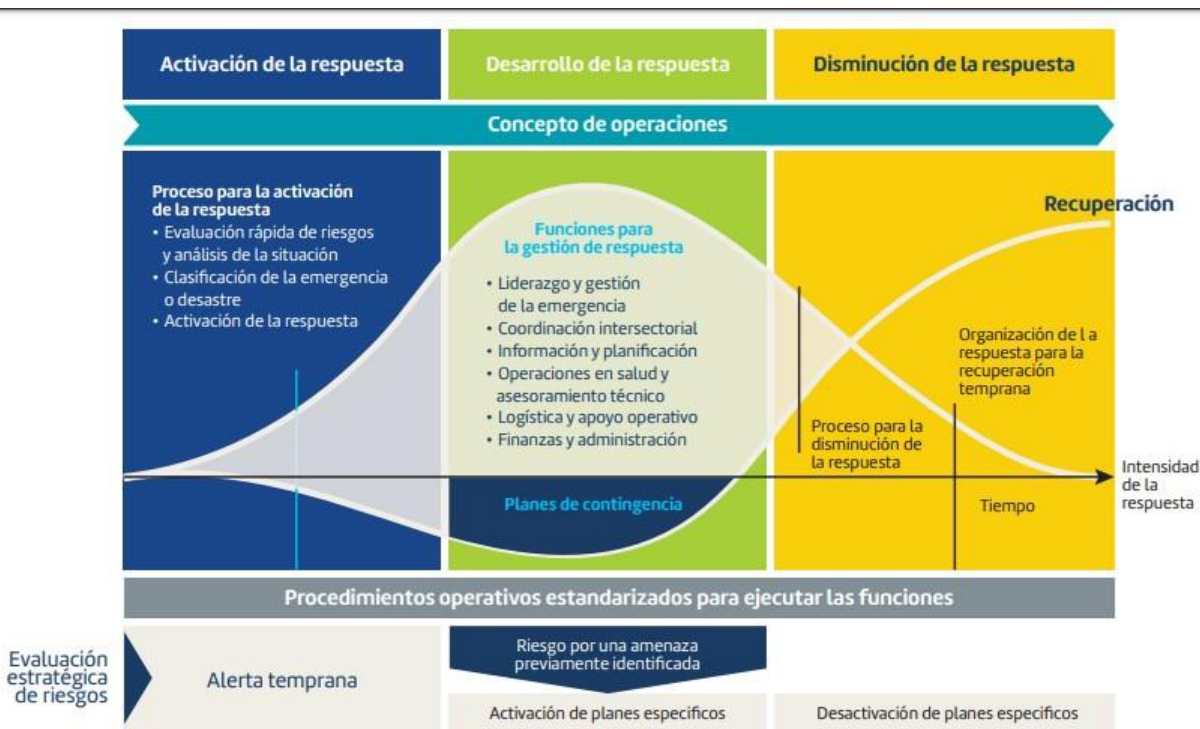 Activación de la respuesta
Desarrollo de la respuesta
Disminución de la respuesta
Concepto de operaciones
Proceso para la activación
de la respuesta
• Evaluación rápida de riesgos
y análisis de la situación
• Clasificación de la emergencia
o desastre
• Activación de la respuesta
Funciones para
la gestión de respuesta
• Liderazgo y gestión
de la emergencia
• Coordinación intersectorial
• Información y planificación
• Operaciones en salud y
asesoramiento técnico
• Logística y apoyo operativo
• Finanzas y administración
Planes de contingencia
Recuperación
Organización de l a
respuesta para la
recuperación
temprana
Proceso para la
disminución de
la respuesta
Tiempo
Intensidad
de la
respuesta
Procedimientos operativos estandarizados para ejecutar las funciones
Evaluación
estratégica
de riesgos
Alerta temprana
Riesgo por una amenaza
previamente identificada
Activación de planes especificos
Desactivación de planes especificos